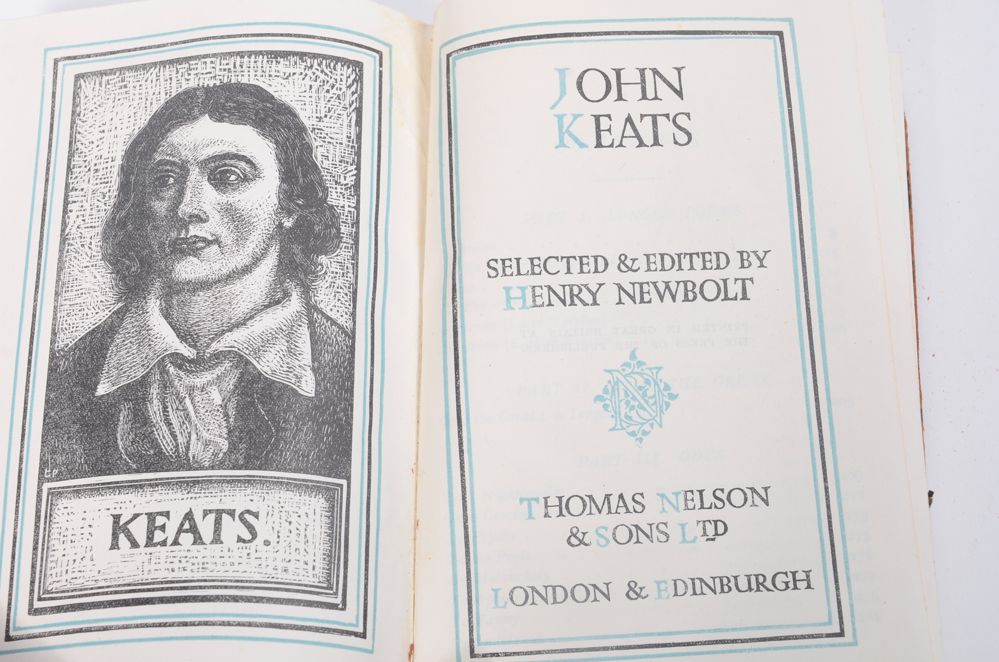 KEATS.
JOHN
KEATS
SELECTED & EDITED BY
HENRY NEWBOLT
N
THOMAS NELSON
& SONS LTD
LONDON & EDINBURGH